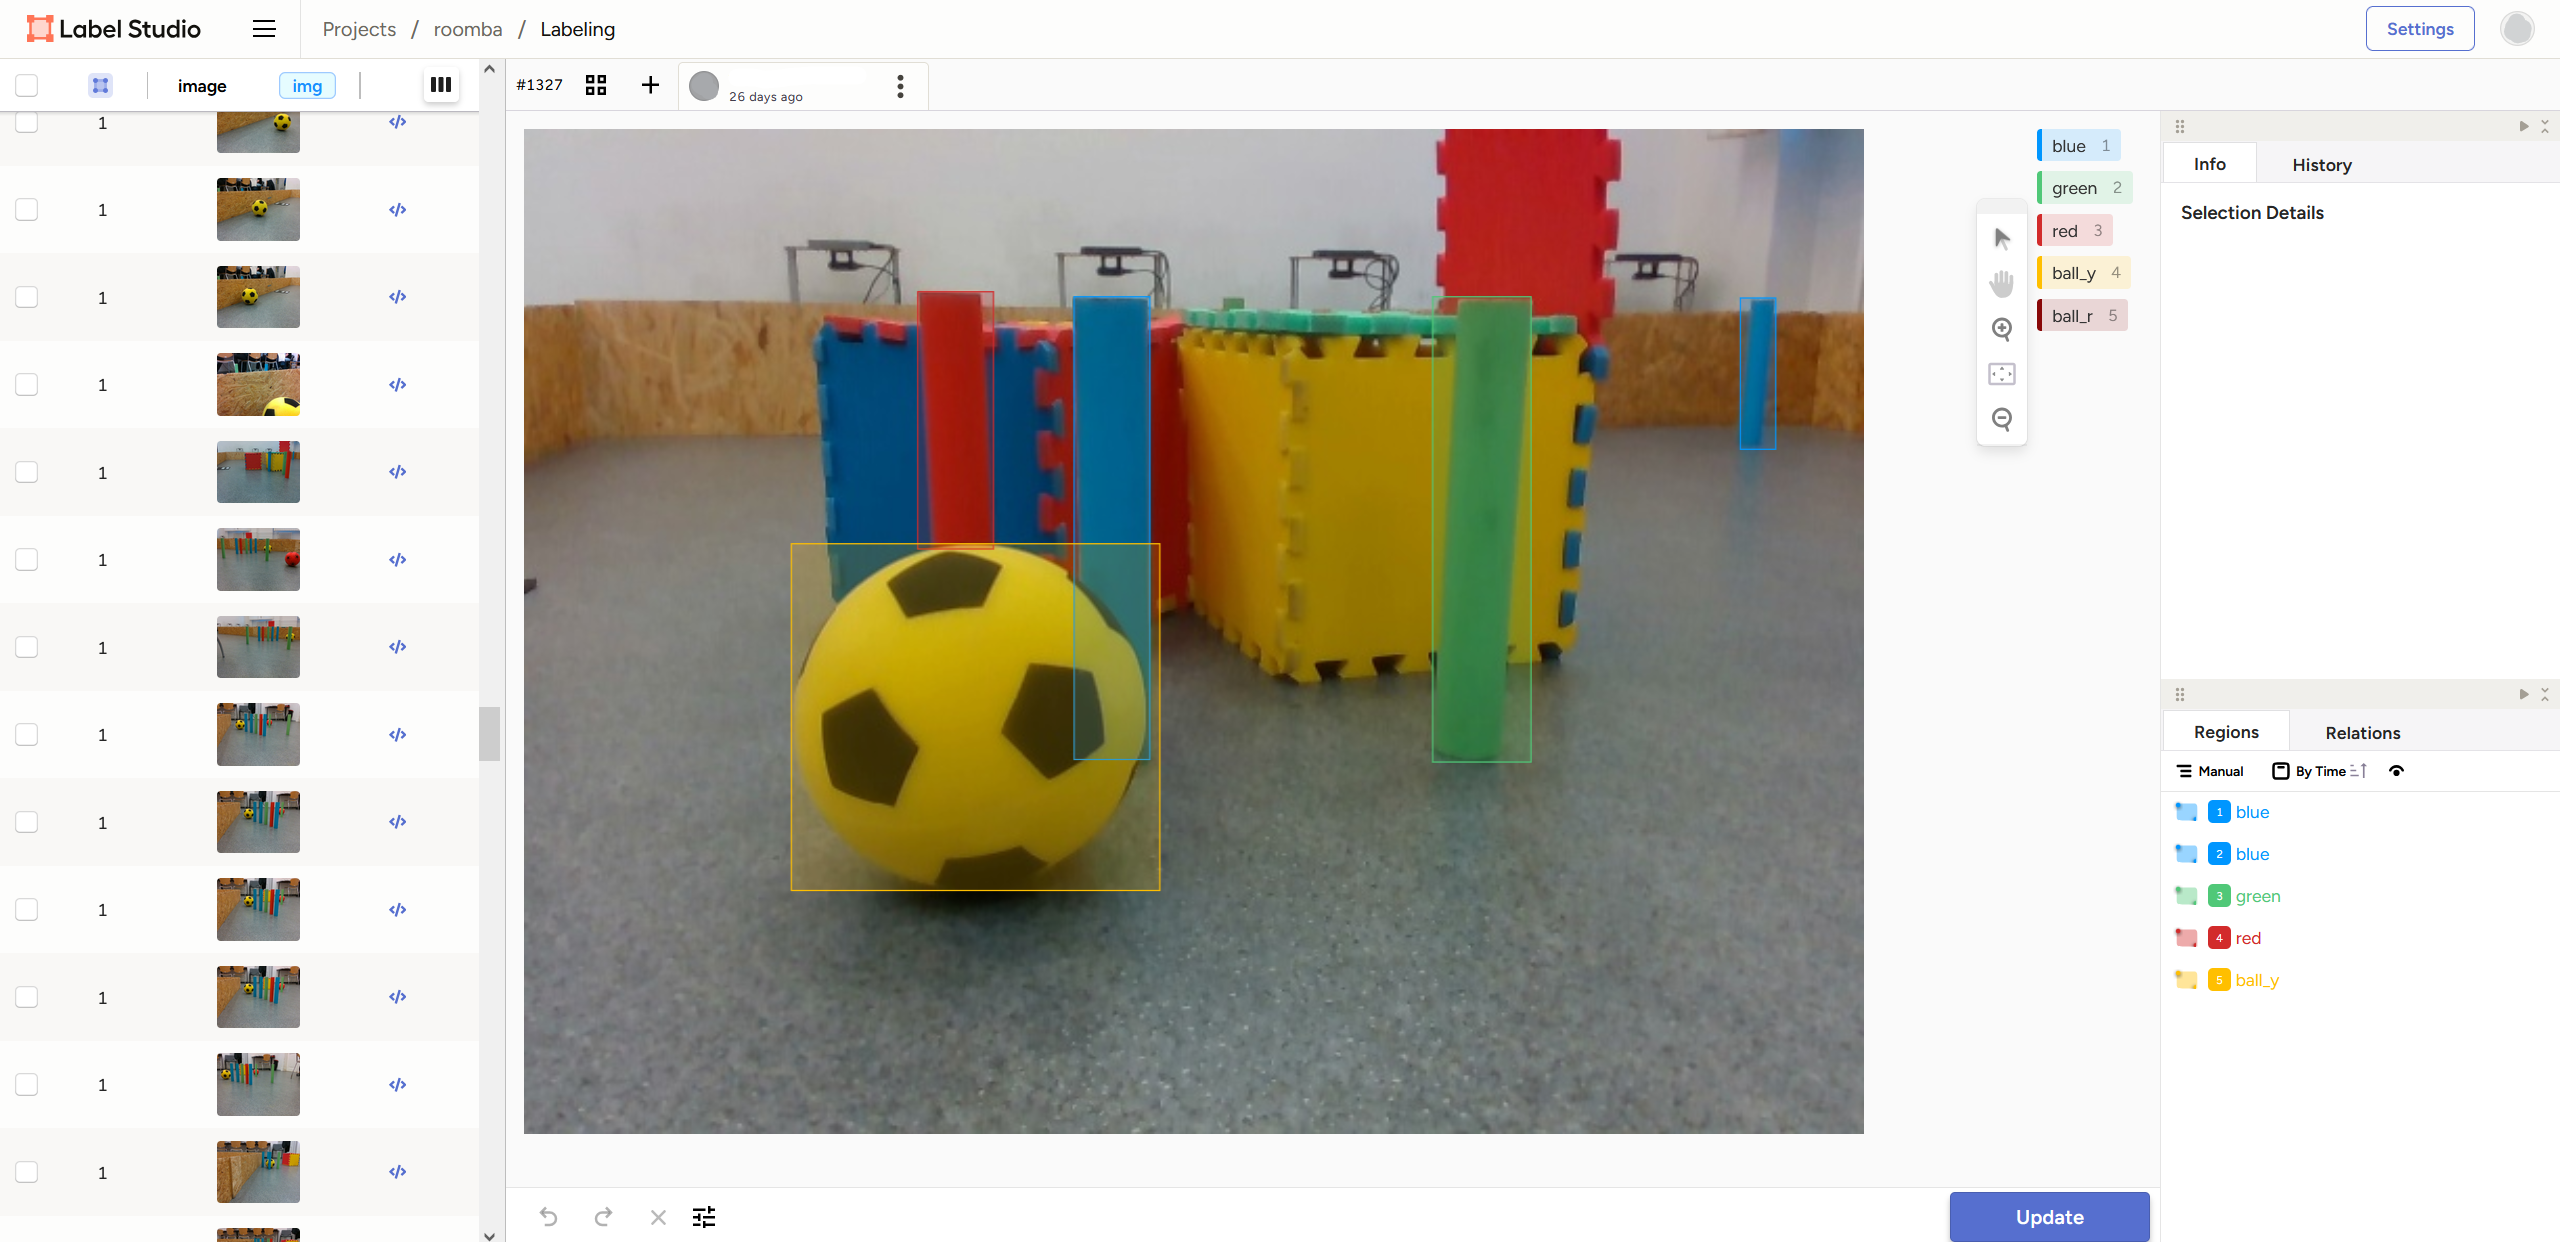 Label Studio
Projects / roomba / Labeling
Settings
image img
#1327
26 days ago
1
1
1
1
1
1
1
1
1
1
1
1
1
blue 1
green 2
red 3
ball_y 4
ball_r 5
Info History
Selection Details
Regions Relations
Manual By Time
1 blue
2 blue
3 green
4 red
5 ball_y
Update